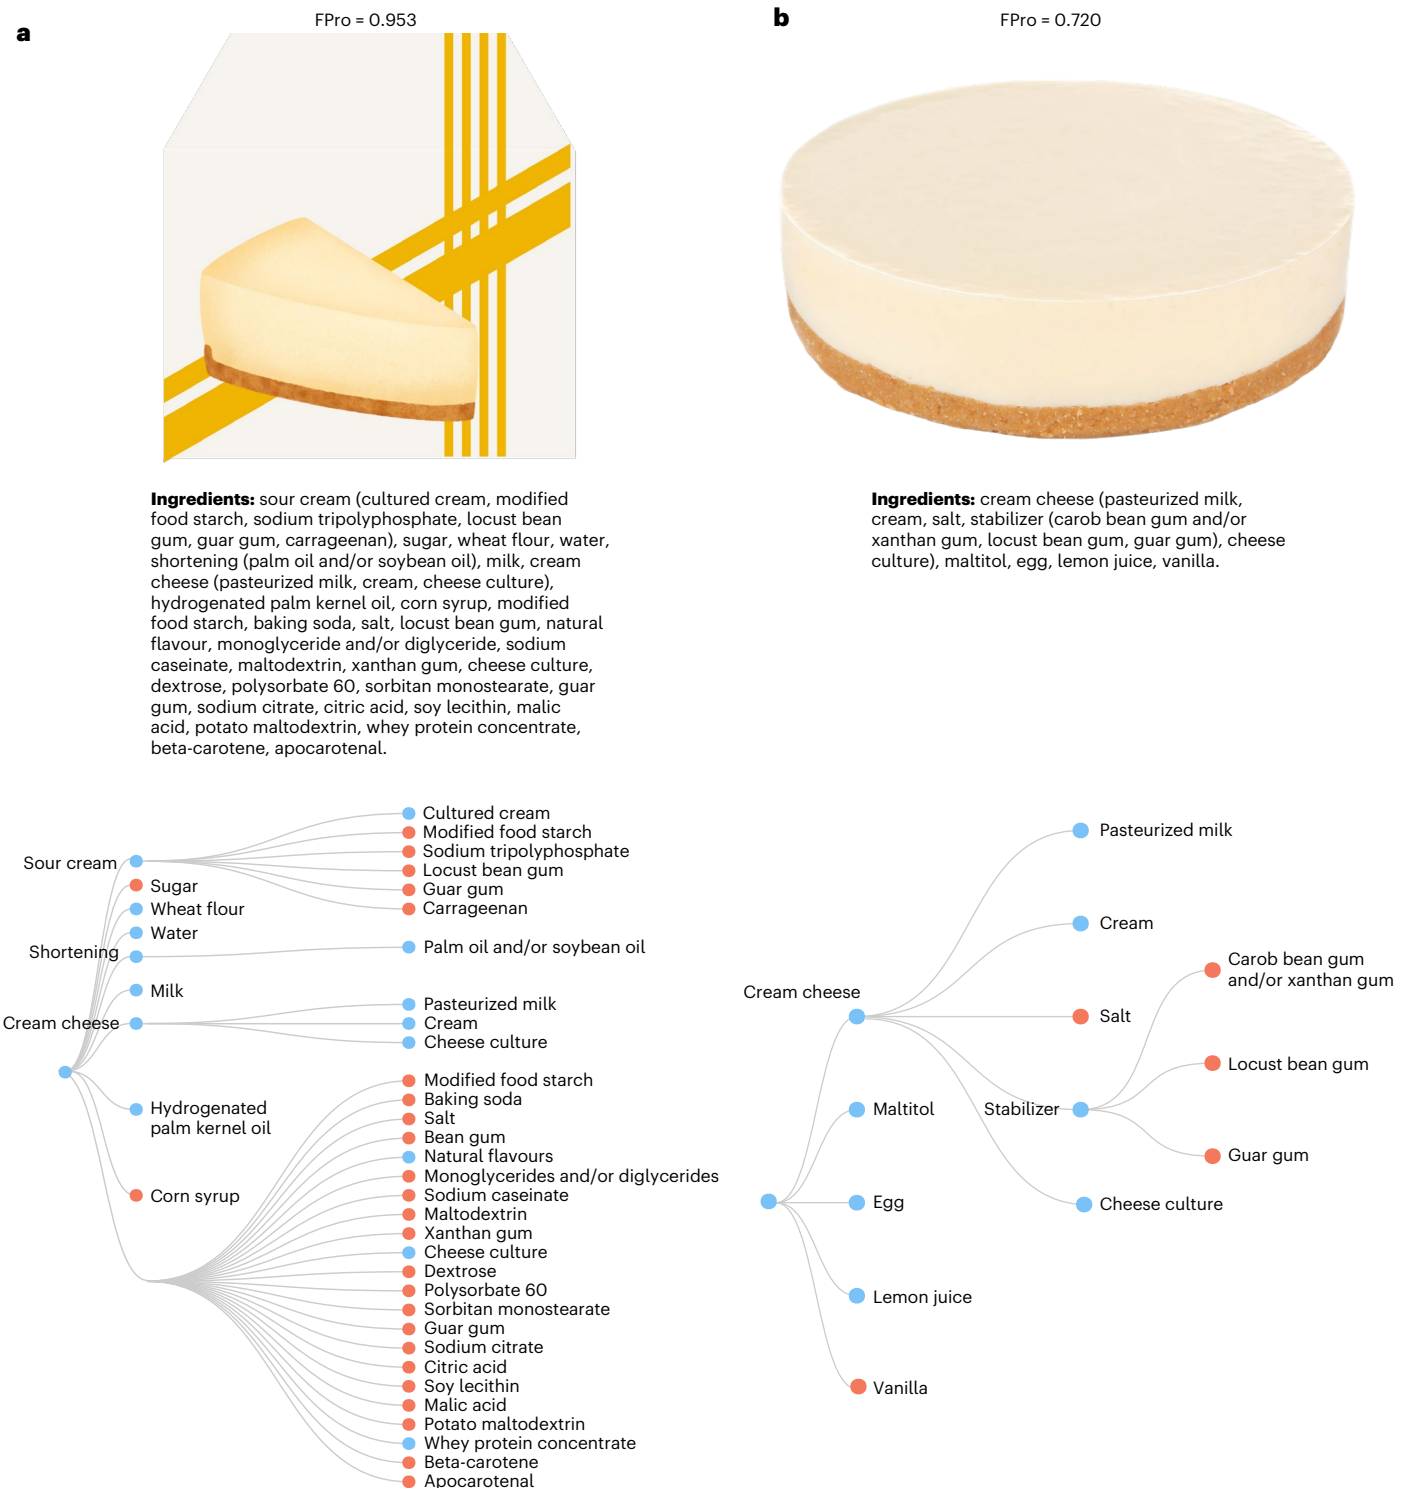 a
FPro = 0.953
Ingredients: sour cream (cultured cream, modified
food starch, sodium tripolyphosphate, locust bean
gum, guar gum, carrageenan), sugar, wheat flour, water,
shortening (palm oil and/or soybean oil), milk, cream
cheese (pasteurized milk, cream, cheese culture),
hydrogenated palm kernel oil, corn syrup, modified
food starch, baking soda, salt, locust bean gum, natural
flavour, monoglyceride and/or diglyceride, sodium
caseinate, maltodextrin, xanthan gum, cheese culture,
dextrose, polysorbate 60, sorbitan monostearate, guar
gum, sodium citrate, citric acid, soy lecithin, malic
acid, potato maltodextrin, whey protein concentrate,
beta-carotene, apocarotenal.
Sour cream
Sugar
Wheat flour
Water
Shortening
Milk
Cream cheese
Hydrogenated
palm kernel oil
Corn syrup
Cultured cream
Modified food starch
Sodium tripolyphosphate
Locust bean gum
Guar gum
Carrageenan
Palm oil and/or soybean oil
Pasteurized milk
Cream
Cheese culture
Modified food starch
Baking soda
Salt
Bean gum
Natural flavours
Monoglycerides and/or diglycerides
Sodium caseinate
Maltodextrin
Xanthan gum
Cheese culture
Dextrose
Polysorbate 60
Sorbitan monostearate
Guar gum
Sodium citrate
Citric acid
Soy lecithin
Malic acid
Potato maltodextrin
Whey protein concentrate
Beta-carotene
Apocarotenal
b
FPro = 0.720
Ingredients: cream cheese (pasteurized milk,
cream, salt, stabilizer (carob bean gum and/or
xanthan gum, locust bean gum, guar gum), cheese
culture), maltitol, egg, lemon juice, vanilla.
Cream cheese
Maltitol
Egg
Lemon juice
Vanilla
Pasteurized milk
Cream
Salt
Stabilizer
Cheese culture
Carob bean gum
and/or xanthan gum
Locust bean gum
Guar gum